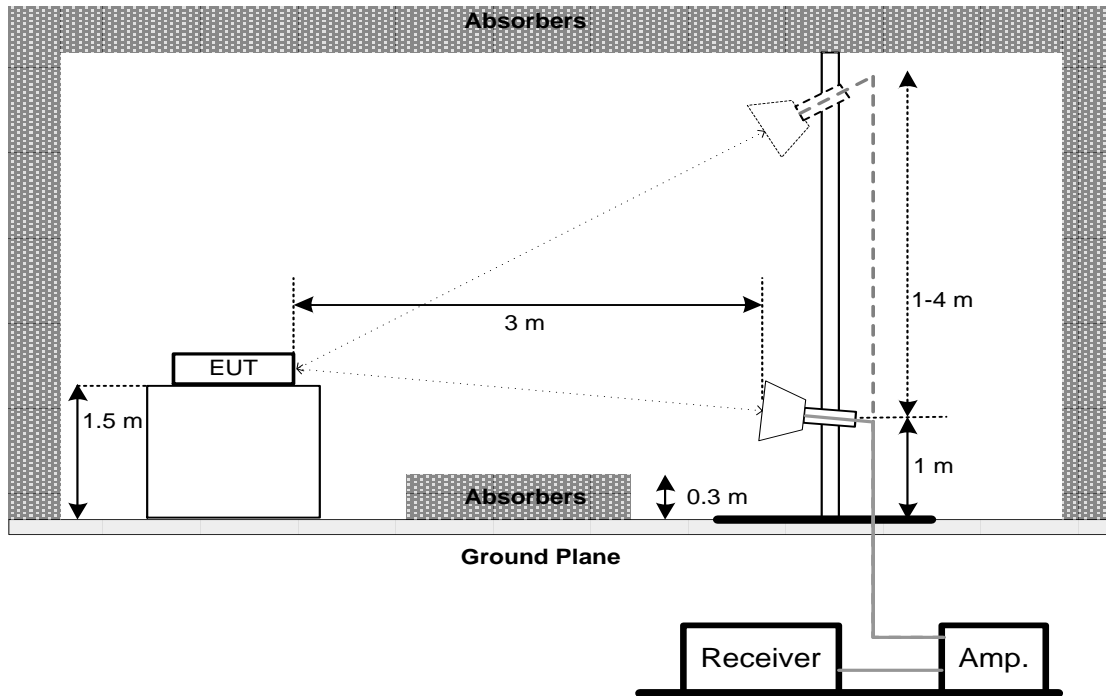 Absorbers
1-4 m
3 m
EUT
1.5 m
1 m
0.3 m
Absorbers
Ground Plane
Receiver
Amp.